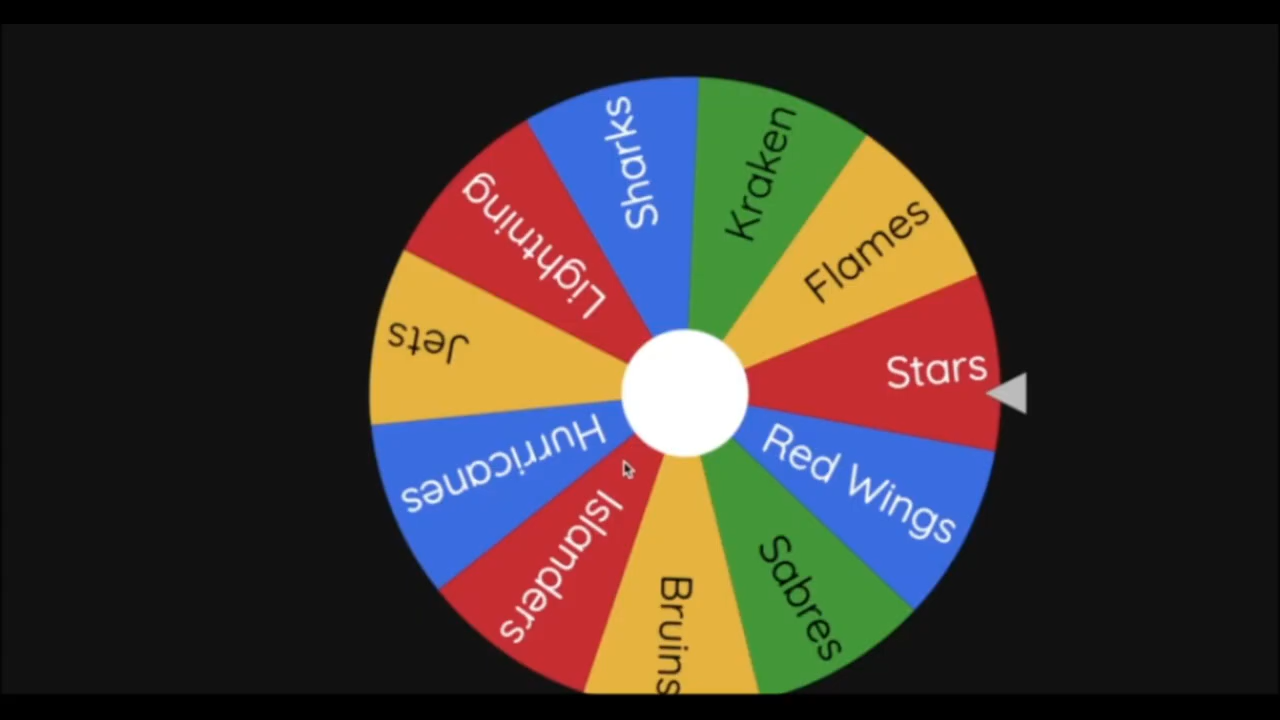 Sharks
Kraken
Flames
Stars
Red Wings
Sabres
Bruins
Islanders
Hurricanes
Jets
Lightning